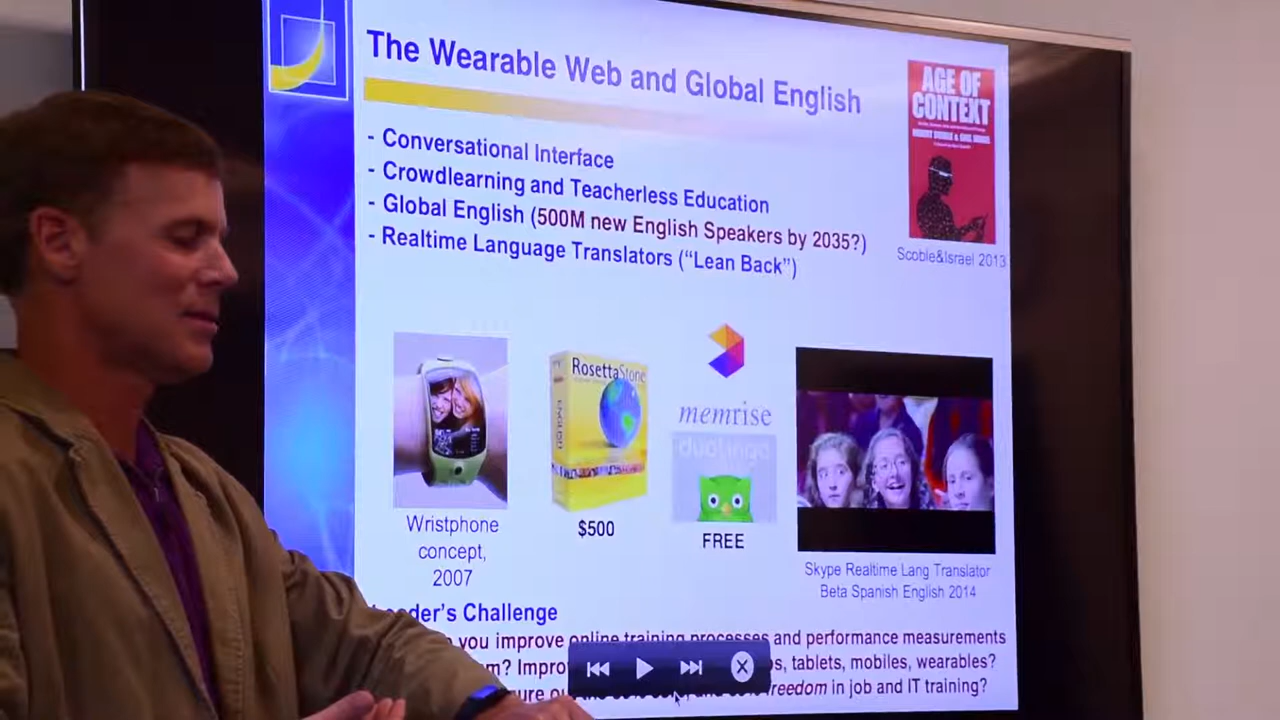 The Wearable Web and Global English
AGE OF
CONTEXT
- Conversational Interface
- Crowdlearning and Teacherless Education
- Global English (500M new English Speakers by 2035?)
- Realtime Language Translators (“Lean Back”)
Scoble&Israel 2013
RosettaStone
ENGLISH
memrise
duolingo
Wristphone
concept,
2007
$500
FREE
Skype Realtime Lang Translator
Beta Spanish English 2014
Challenge
you improve online training processes and performance measurements
tablets, mobiles, wearables?
freedom in job and IT training?